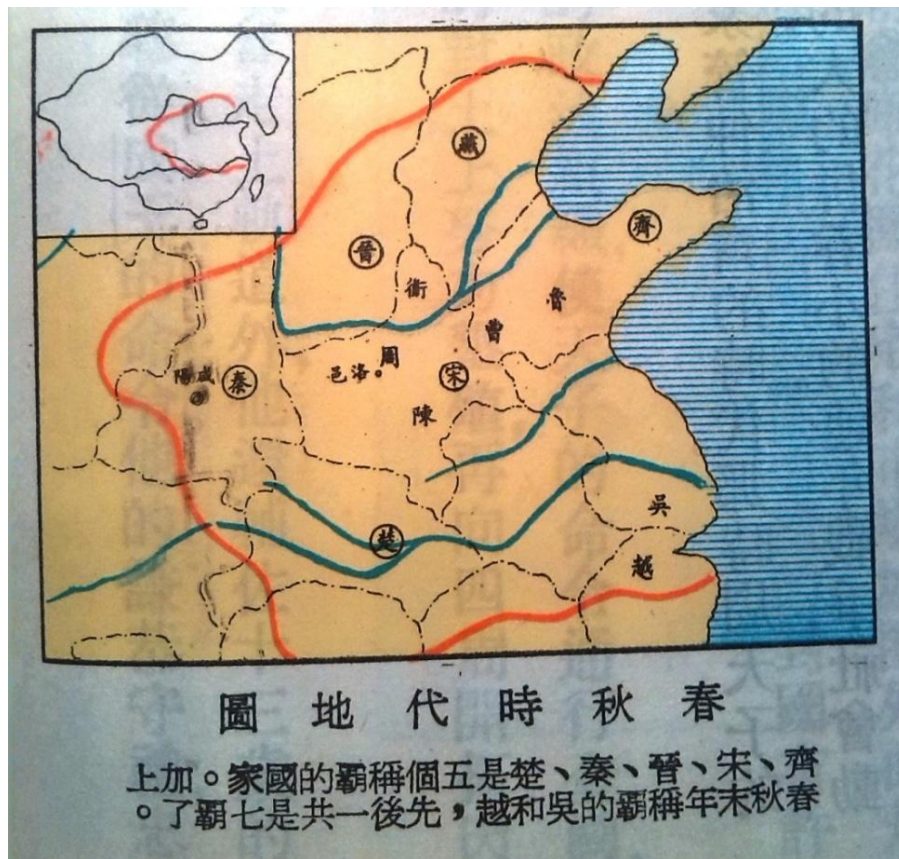 燕
齊
晉
衛
魯
曹
周
洛邑
宋
咸陽
秦
陳
吳
楚
越
春秋時代地圖
齊、宋、晉、秦、楚是五個稱霸的國家。加上
春秋末年稱霸的吳和越，先後一共是七霸了。